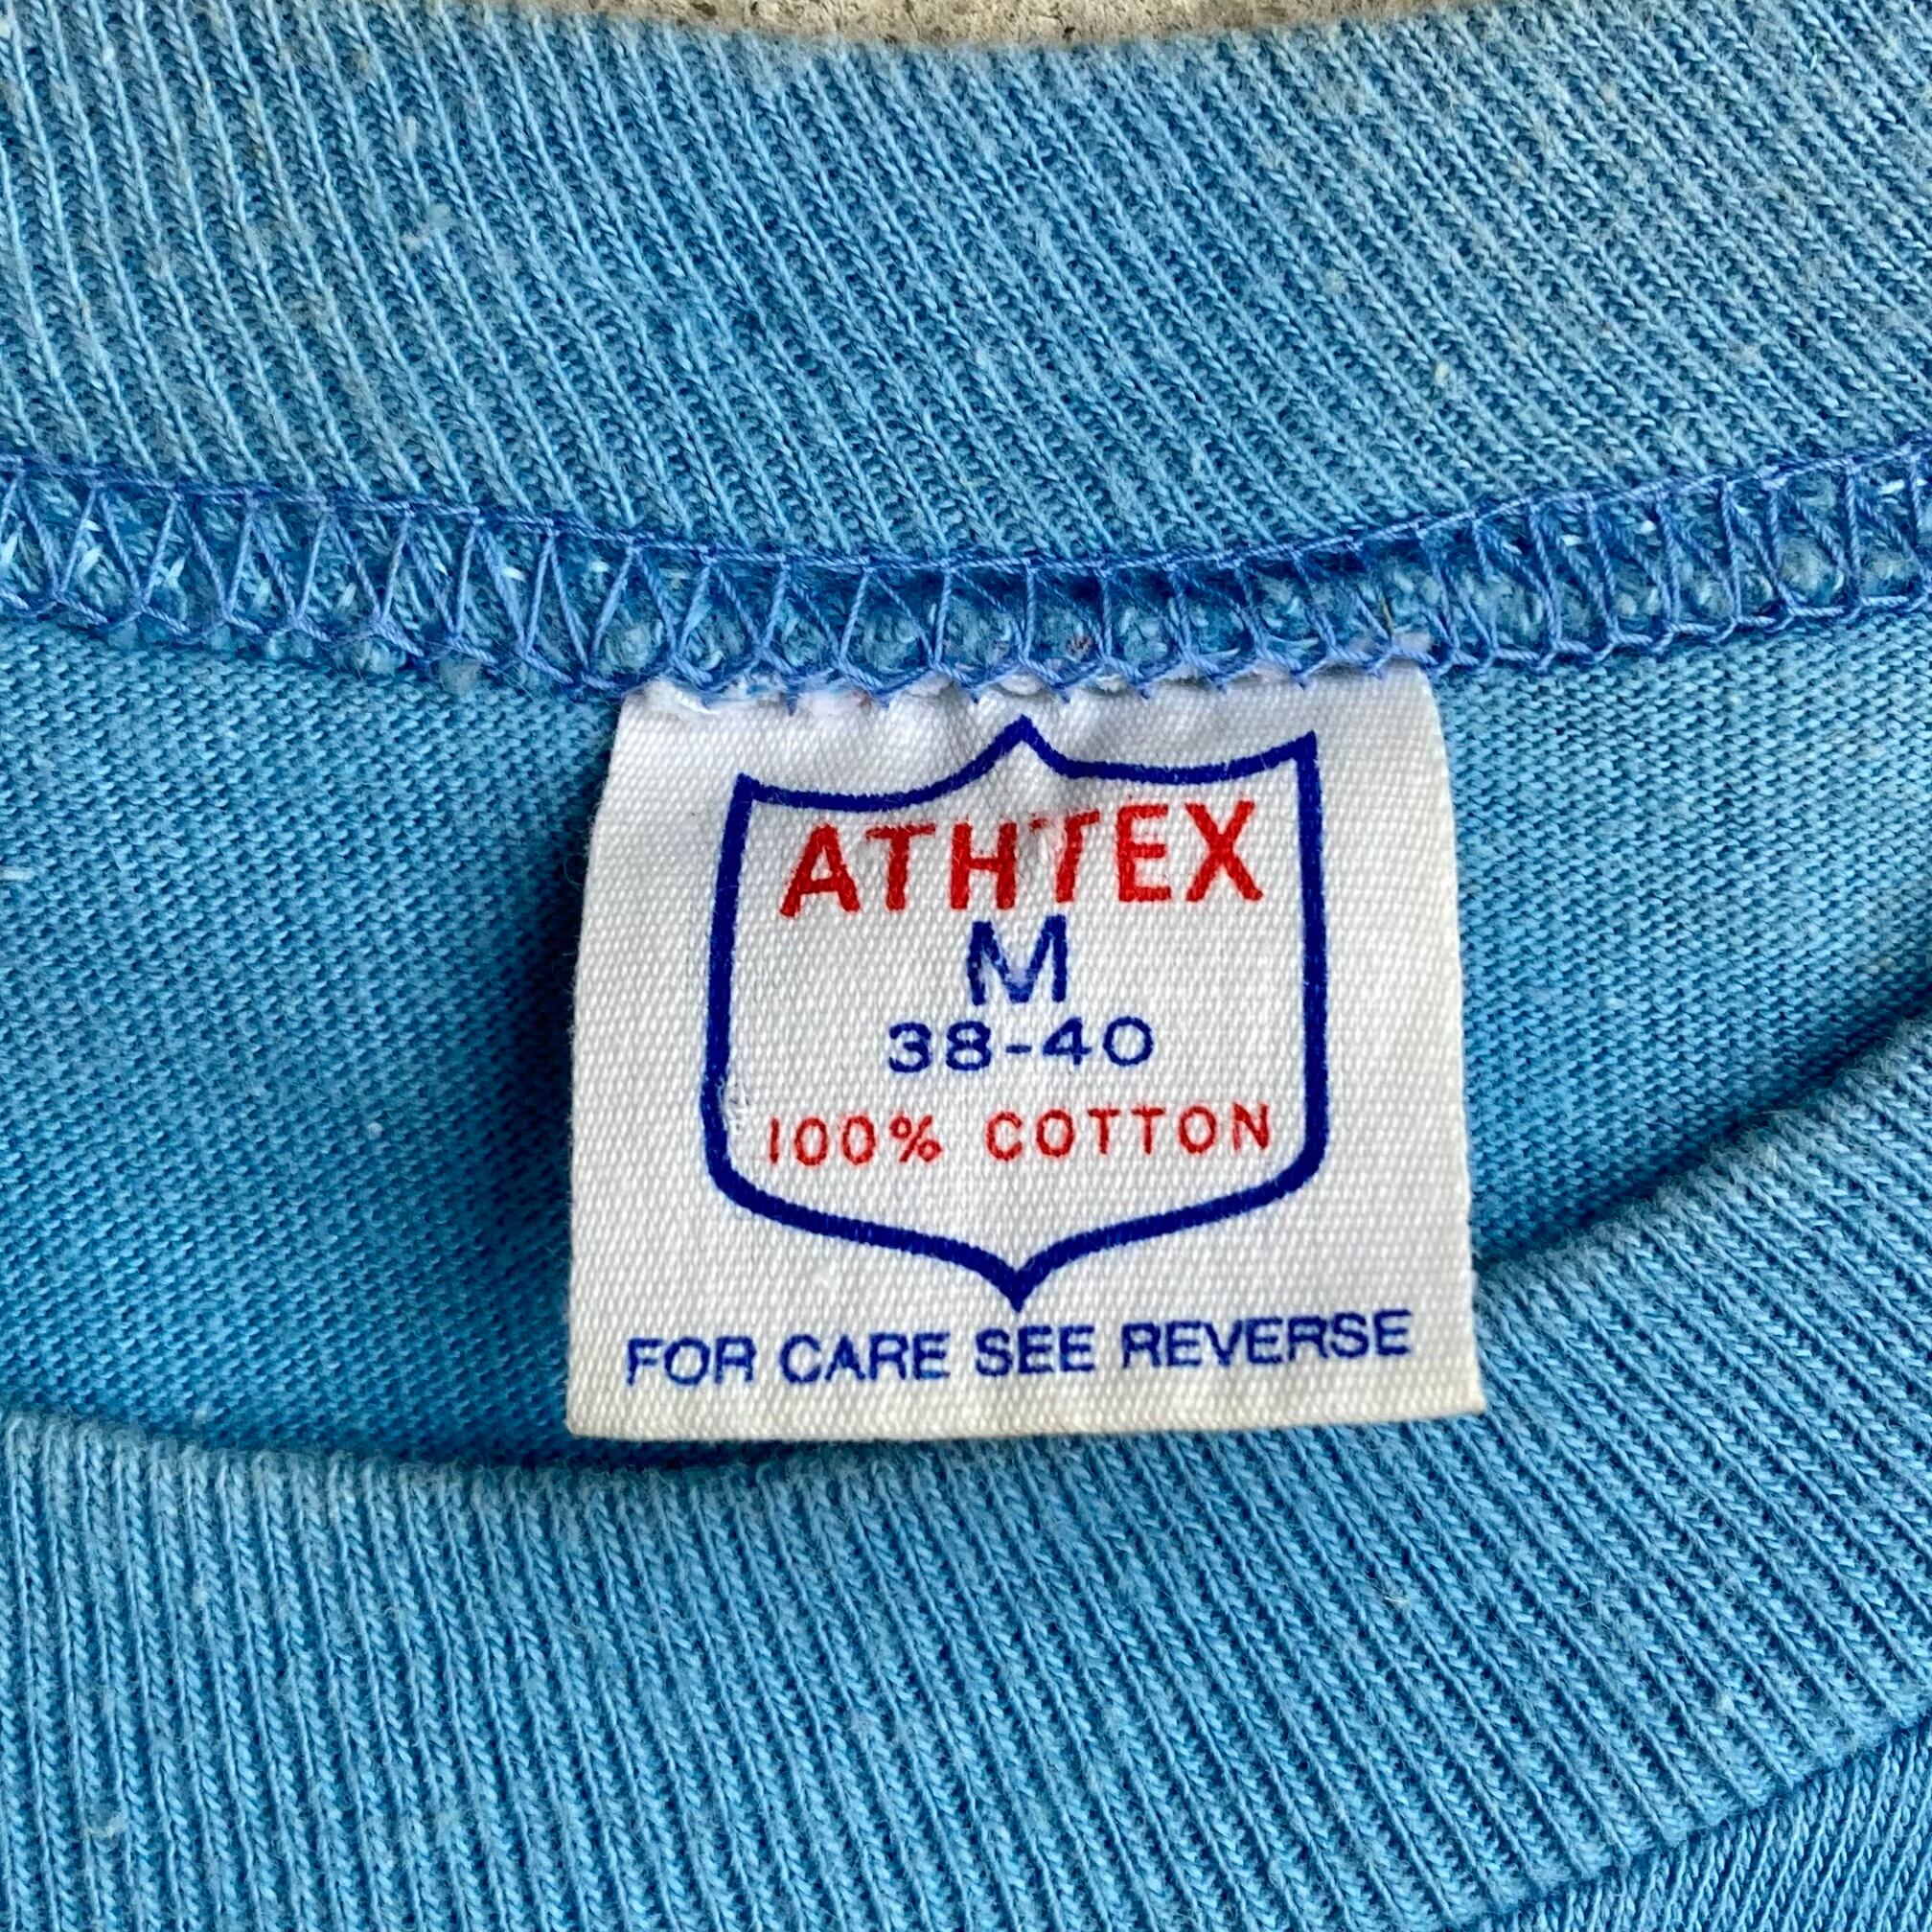 ATHTEX
M
38-40
100% COTTON
FOR CARE SEE REVERSE